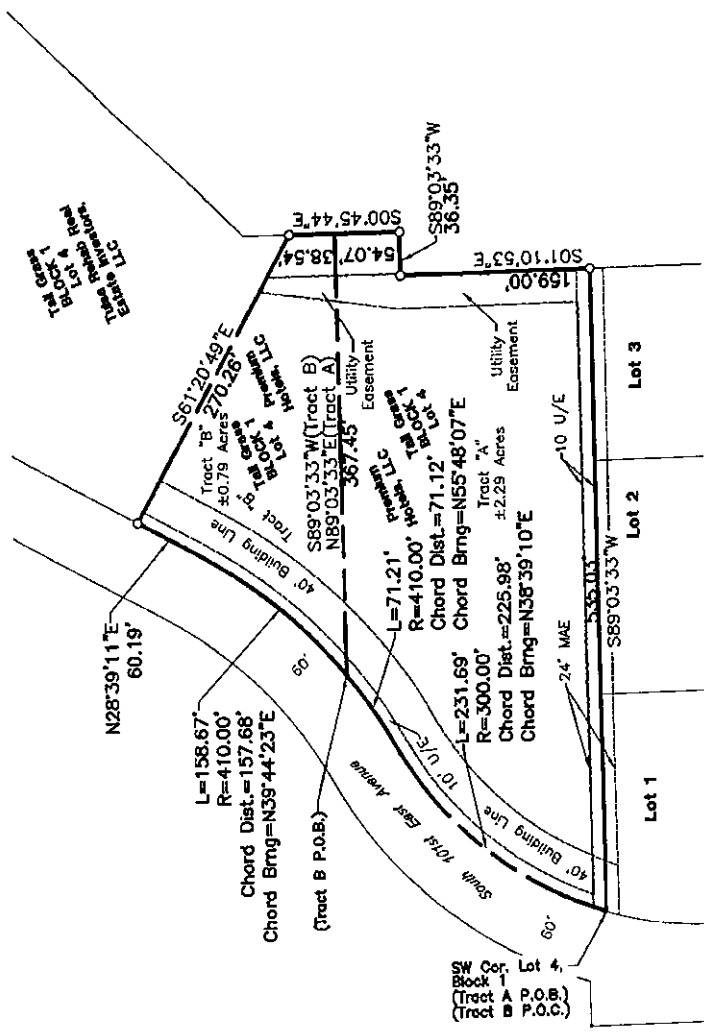 Tall Grass
BLOCK 1
Lot 4
Tulsa Rehab Real
Estate Investors,
LLC
S61°20'49"E
270.26'
Premium
Hotels, LLC
Tall Grass
BLOCK 1
Lot 4
Tract "B"
±0.79 Acres
Tract "B"
S00°45'44"E
38.54'
54.07'
S89°03'33"W
36.35'
S01°10'53"E
159.00'
Utility
Easement
Utility
Easement
S89°03'33"W(Tract B)
N89°03'33"E(Tract A)
367.45'
Premium
Hotels, LLC
Tall Grass
BLOCK 1
Lot 4
Tract "A"
±2.29 Acres
N28°39'11"E
60.19'
L=158.67'
R=410.00'
Chord Dist.=157.68'
Chord Brng=N39°44'23"E
(Tract B P.O.B.)
L=71.21'
R=410.00'
Chord Dist.=71.12'
Chord Brng=N55°48'07"E
L=231.69'
R=300.00'
Chord Dist.=225.98'
Chord Brng=N38°39'10"E
40' Building Line
10' U/E
40' Building Line
60'
South 101st East Avenue
60'
10 U/E
24" MAE
535.03'
S89°03'33"W
Lot 1
Lot 2
Lot 3
SW Cor. Lot 4,
Block 1
(Tract A P.O.B.)
(Tract B P.O.C.)